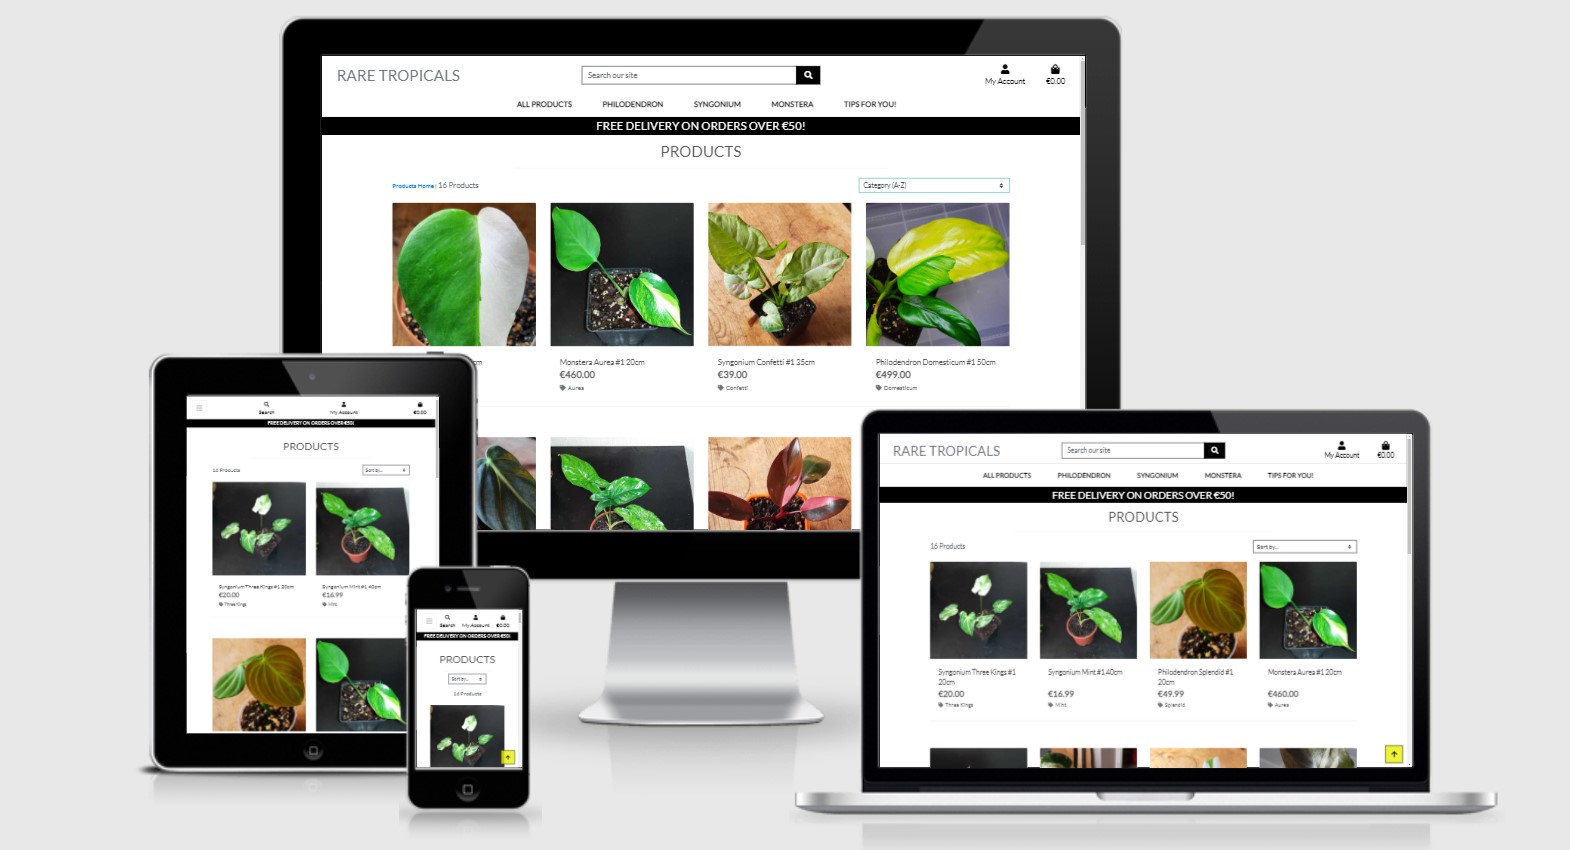 RARE TROPICALS
Search our site
My Account
€0.00
ALL PRODUCTS PHILODENDRON SYNGONIUM MONSTERA TIPS FOR YOU!
FREE DELIVERY ON ORDERS OVER €50!
PRODUCTS
Products Home | 16 Products
Category (A-Z)
cm
Monstera Aurea #1 20cm
€460.00
Aurea
Syngonium Confetti #1 35cm
€39.00
Confetti
Philodendron Domesticum #1 50cm
€499.00
Domesticum
Search
My Account
€0.00
FREE DELIVERY ON ORDERS OVER €50!
PRODUCTS
16 Products
Sort by...
Syngonium Three Kings #1 20cm
€20.00
Three Kings
Syngonium Mint #1 40cm
€16.99
Mint
Search
My Account
€0.00
FREE DELIVERY ON ORDERS OVER €50!
PRODUCTS
Sort by...
16 Products
RARE TROPICALS
Search our site
My Account
€0.00
ALL PRODUCTS PHILODENDRON SYNGONIUM MONSTERA TIPS FOR YOU!
FREE DELIVERY ON ORDERS OVER €50!
PRODUCTS
16 Products
Sort by...
Syngonium Three Kings #1
20cm
€20.00
Three Kings
Syngonium Mint #1 40cm
€16.99
Mint
Philodendron Splendid #1
20cm
€49.99
Splendid
Monstera Aurea #1 20cm
€460.00
Aurea